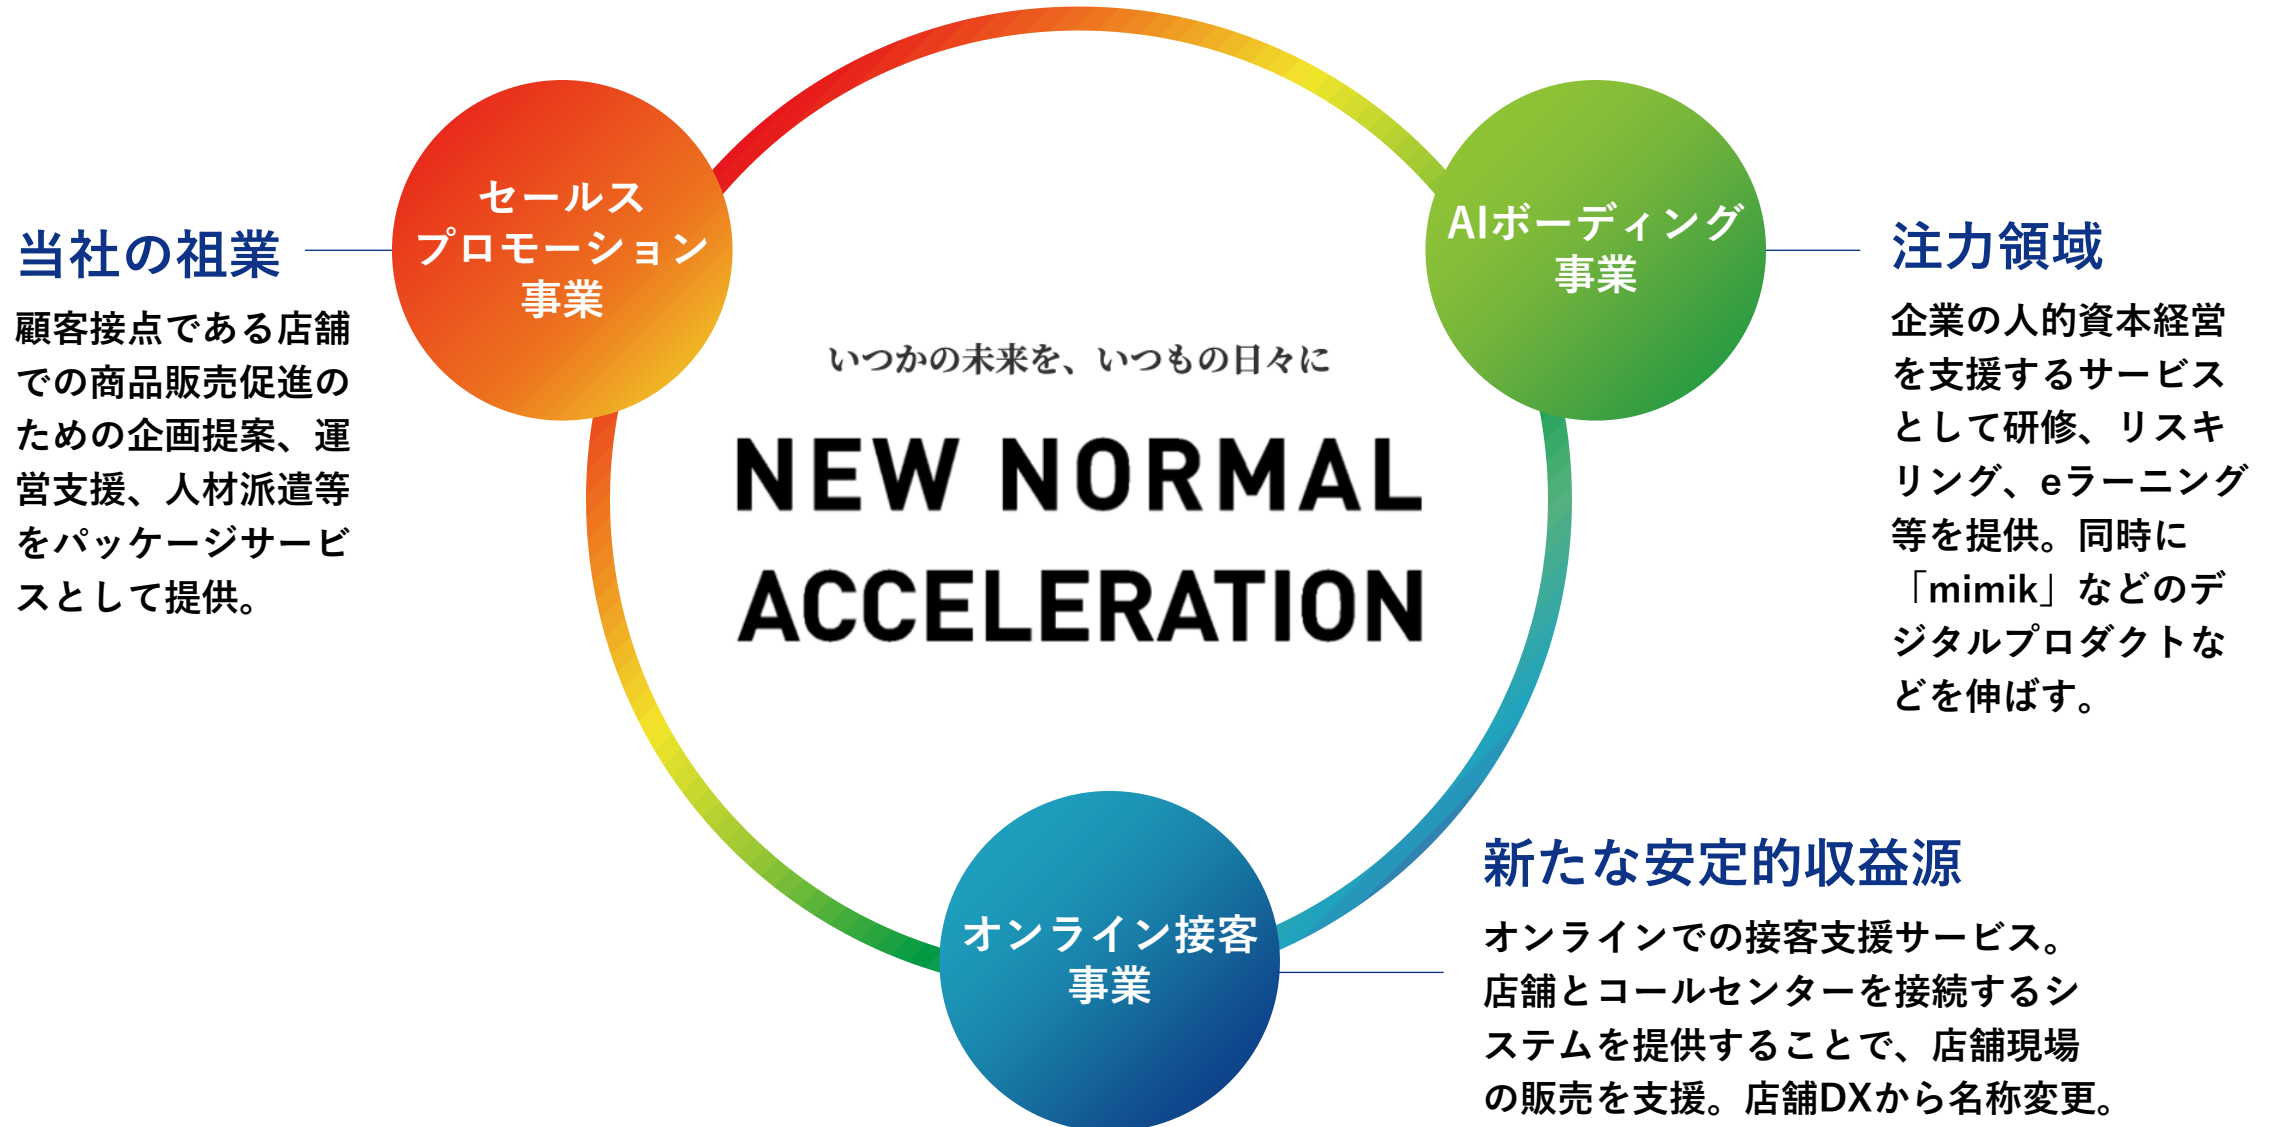 セールス
プロモーション
事業
当社の祖業
顧客接点である店舗
での商品販売促進の
ための企画提案、運
営支援、人材派遣等
をパッケージサービ
スとして提供。
いつかの未来を、いつもの日々に
NEW NORMAL
ACCELERATION
AIボーディング
事業
注力領域
企業の人的資本経営
を支援するサービス
として研修、リスキ
リング、eラーニング
等を提供。同時に
「mimik」などのデ
ジタルプロダクトな
どを伸ばす。
オンライン接客
事業
新たな安定的収益源
オンラインでの接客支援サービス。
店舗とコールセンターを接続するシ
ステムを提供することで、店舗現場
の販売を支援。店舗DXから名称変更。